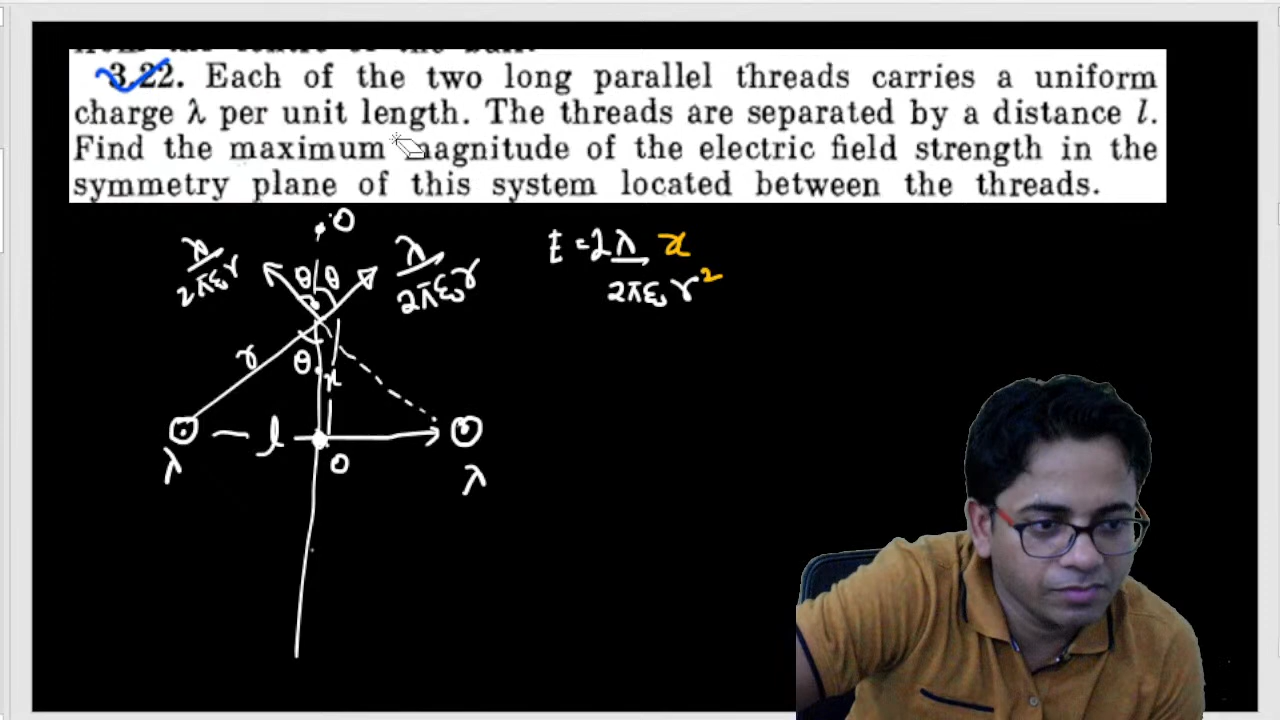 3.22. Each of the two long parallel threads carries a uniform
charge λ per unit length. The threads are separated by a distance l.
Find the maximum magnitude of the electric field strength in the
symmetry plane of this system located between the threads.
O
λ/2πε₀r
θ θ
λ/2πε₀r
E = 2λ x / 2πε₀ r²
r
θ
x
l
O
λ
λ